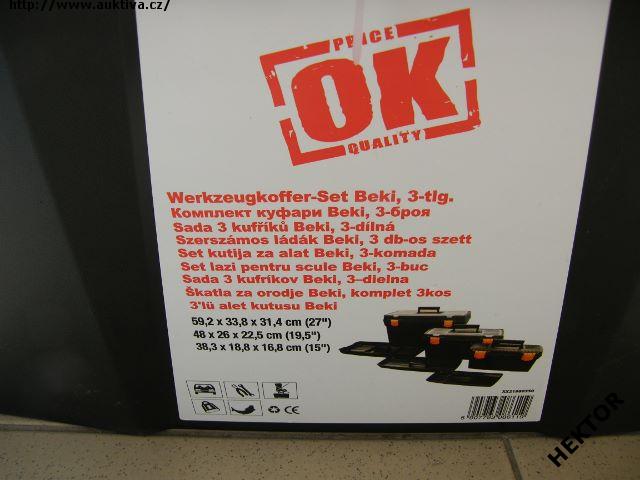 http://www.auktiva.cz/
PRICE
OK
QUALITY
Werkzeugkoffer-Set Beki, 3-tlg.
Комплект куфари Beki, 3-броя
Sada 3 kufříků Beki, 3-dílná
Szerszámos ládák Beki, 3 db-os szett
Set kutija za alat Beki, 3-komada
Set lazi pentru scule Beki, 3-buc
Sada 3 kufríkov Beki, 3-dielna
Škatla za orodje Beki, komplet 3kos
3'lü alet kutusu Beki
59,2 x 33,8 x 31,4 cm (27")
48 x 26 x 22,5 cm (19,5")
38,3 x 18,8 x 16,8 cm (15")
CE
HEKTOR